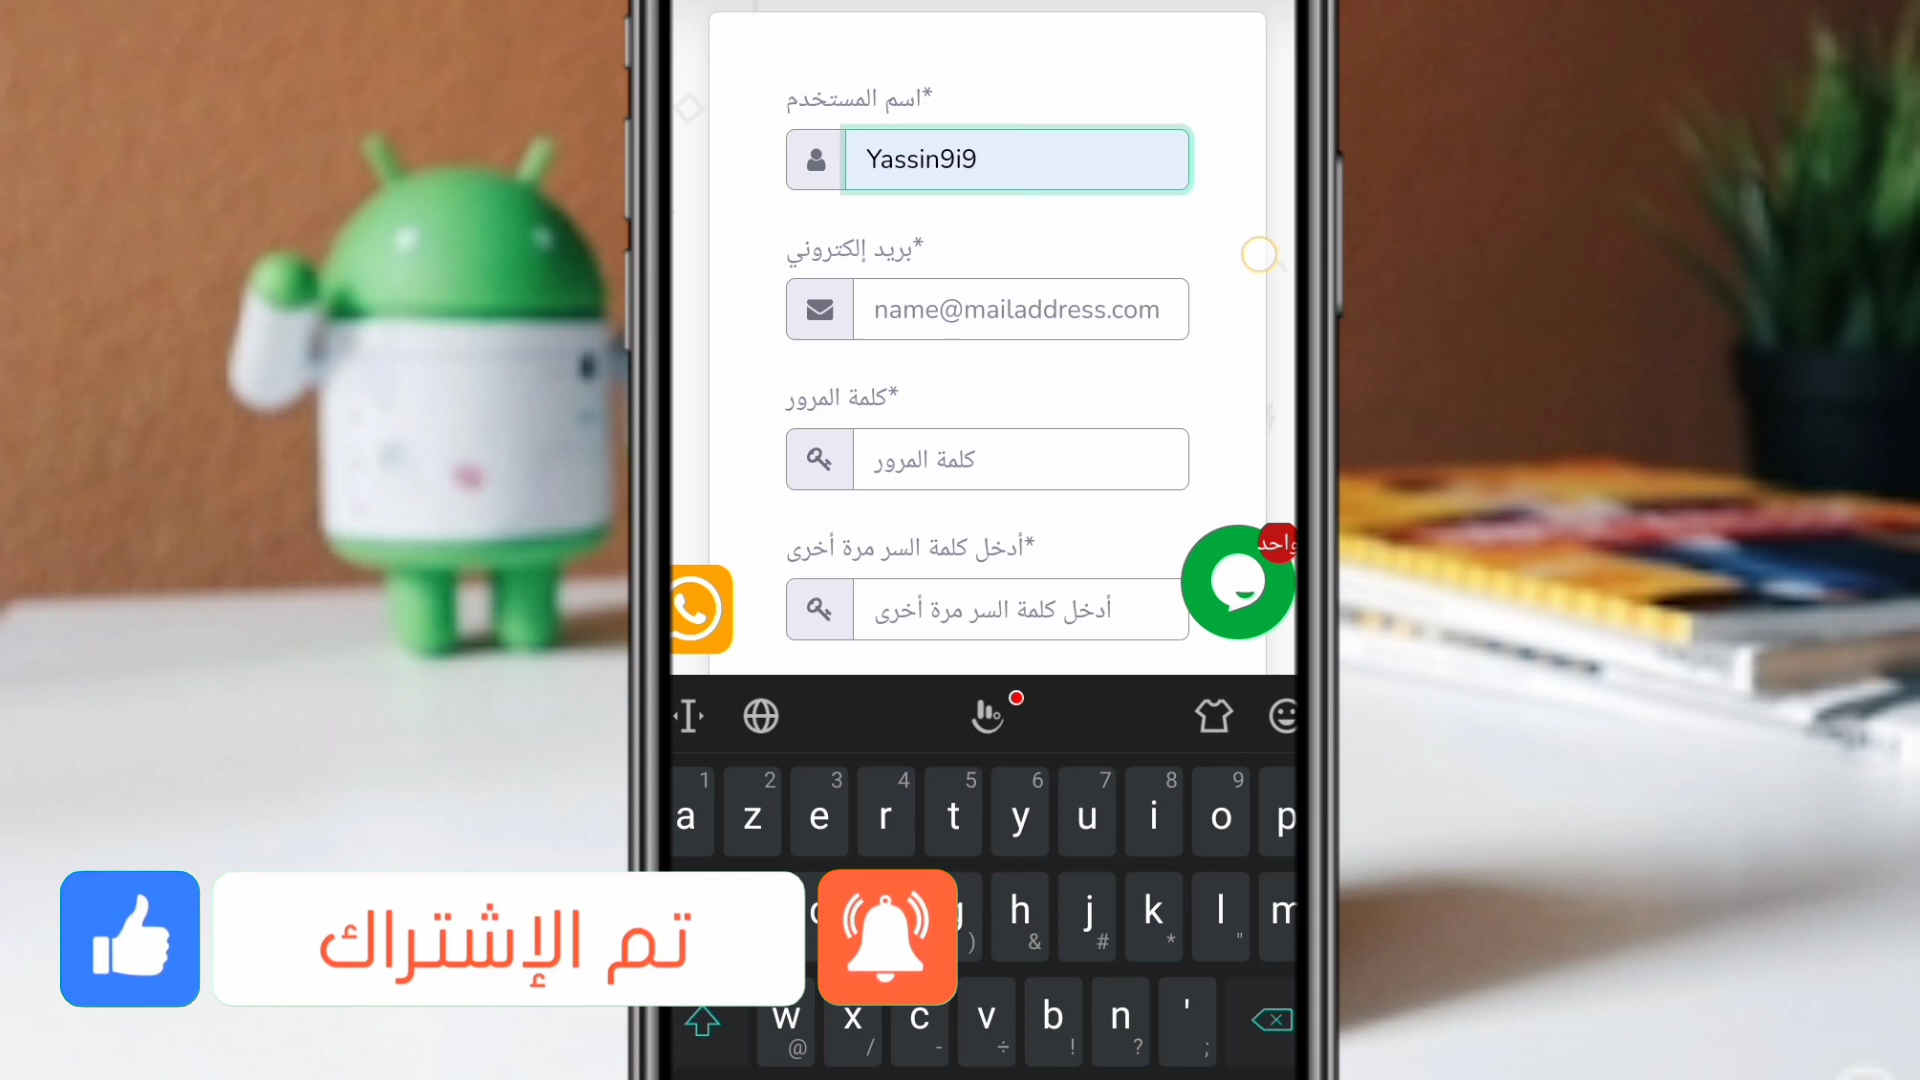 *اسم المستخدم
Yassin9i9
*بريد إلكتروني
name@mailaddress.com
*كلمة المرور
كلمة المرور
*أدخل كلمة السر مرة أخرى
واحد
أدخل كلمة السر مرة أخرى
1 2 3 4 5 6 7 8 9
a z e r t y u i o p
g h j k l m
) & # * "
تم الإشتراك
w x c v b n '
@ / - ÷ ! ? ;